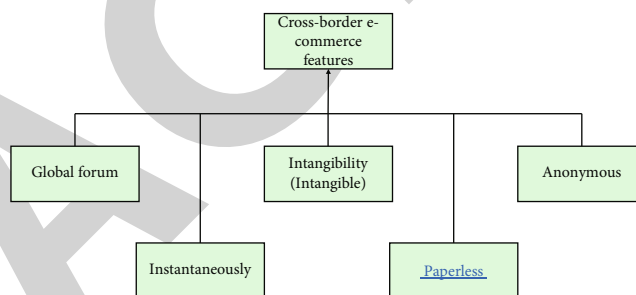 Cross-border e-
commerce
features
Global forum
Intangibility
(Intangible)
Anonymous
Instantaneously
Paperless